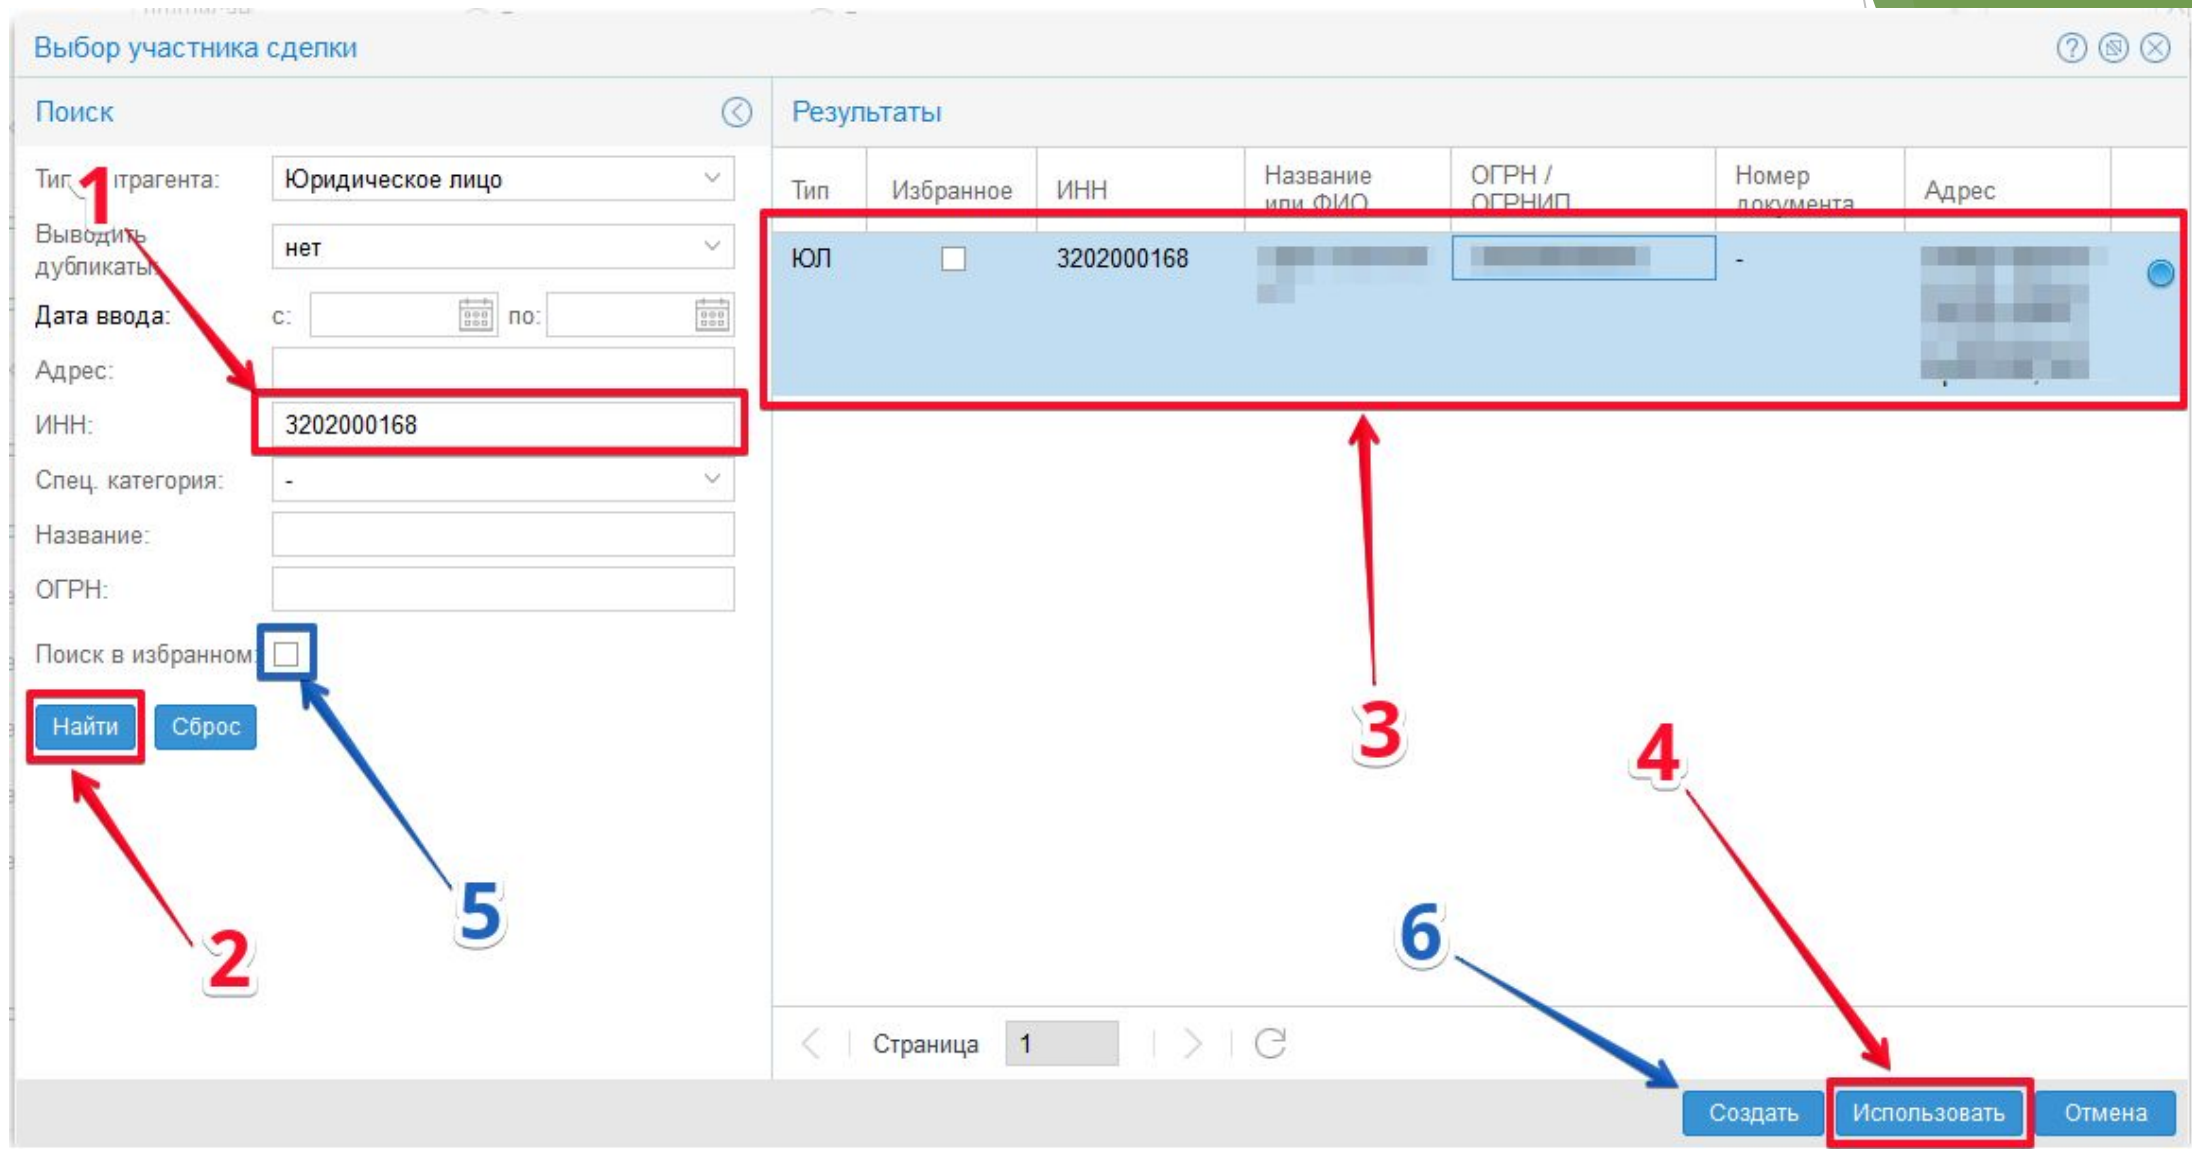 Выбор участника сделки
Поиск
Результаты
Тип нтрагента: Юридическое лицо
Выводить дубликаты: нет
Дата ввода: с: по:
Адрес:
ИНН: 3202000168
Спец. категория: -
Название:
ОГРН:
Поиск в избранном:
Найти Сброс
Тип Избранное ИНН Название или ФИО ОГРН / ОГРНИП Номер документа Адрес
ЮЛ 3202000168 -
1
2
3
4
5
6
Страница 1
Создать Использовать Отмена